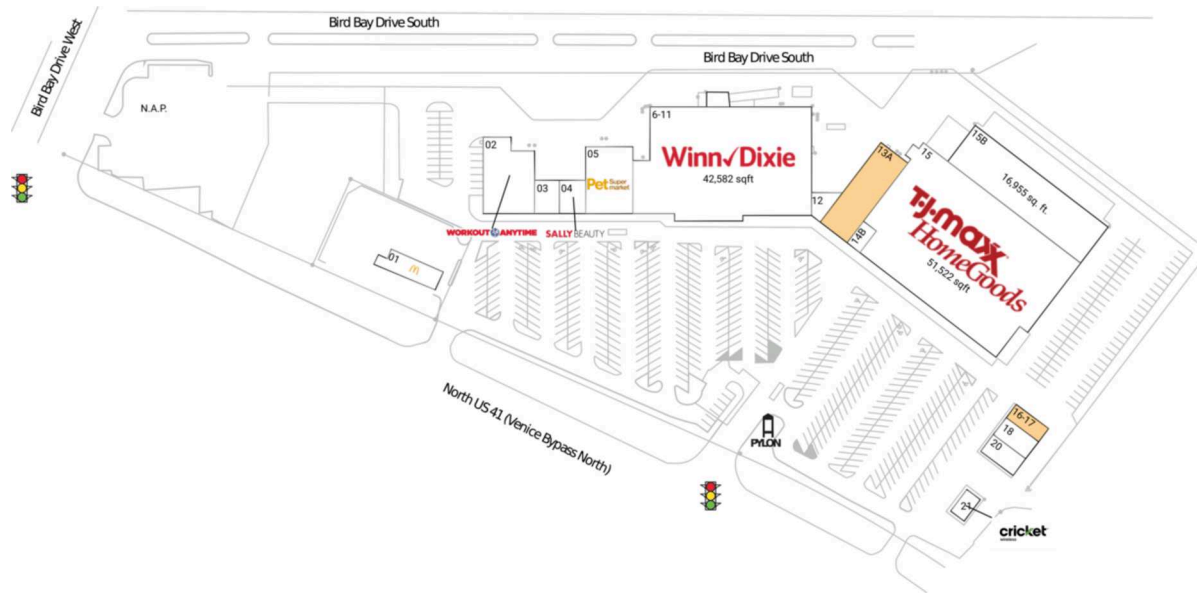 Bird Bay Drive South
Bird Bay Drive West
Bird Bay Drive South
N.A.P.
02
03
04
05
6-11
Winn Dixie
42,582 sqft
Pet Super
market
WORKOUT ANYTIME
SALLY BEAUTY
12
13A
14B
15
15B
16,955 sq. ft.
T.J.maxx
HomeGoods
51,522 sqft
01
m
North US 41 (Venice Bypass North)
PYLON
16-17
18
20
21
cricket